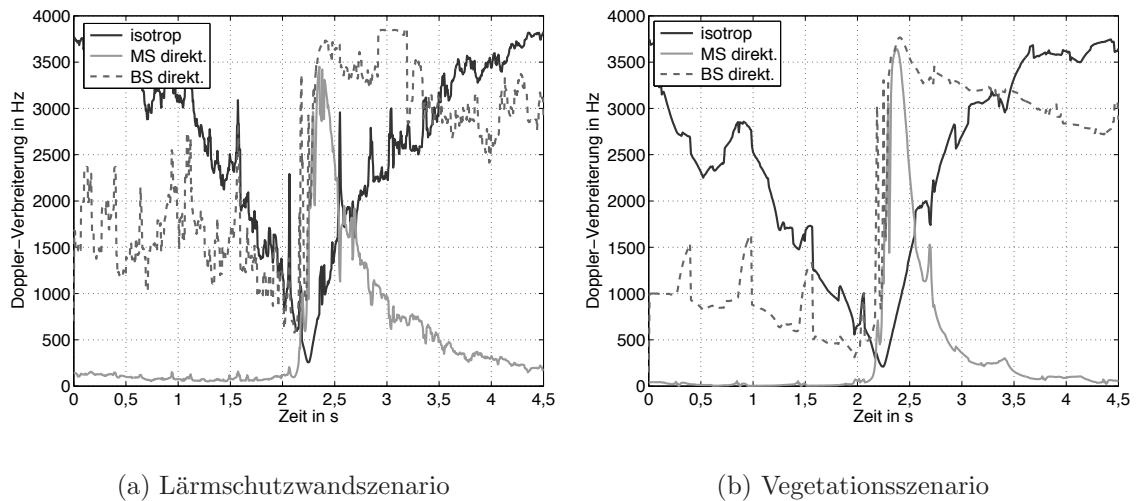 4000
3500
3000
2500
2000
1500
1000
500
0
Doppler-Verbreiterung in Hz
isotrop
MS direkt.
BS direkt.
0 0,5 1 1,5 2 2,5 3 3,5 4 4,5
Zeit in s
(a) Lärmschutzwandszenario
4000
3500
3000
2500
2000
1500
1000
500
0
Doppler-Verbreiterung in Hz
isotrop
MS direkt.
BS direkt.
0 0,5 1 1,5 2 2,5 3 3,5 4 4,5
Zeit in s
(b) Vegetationsszenario